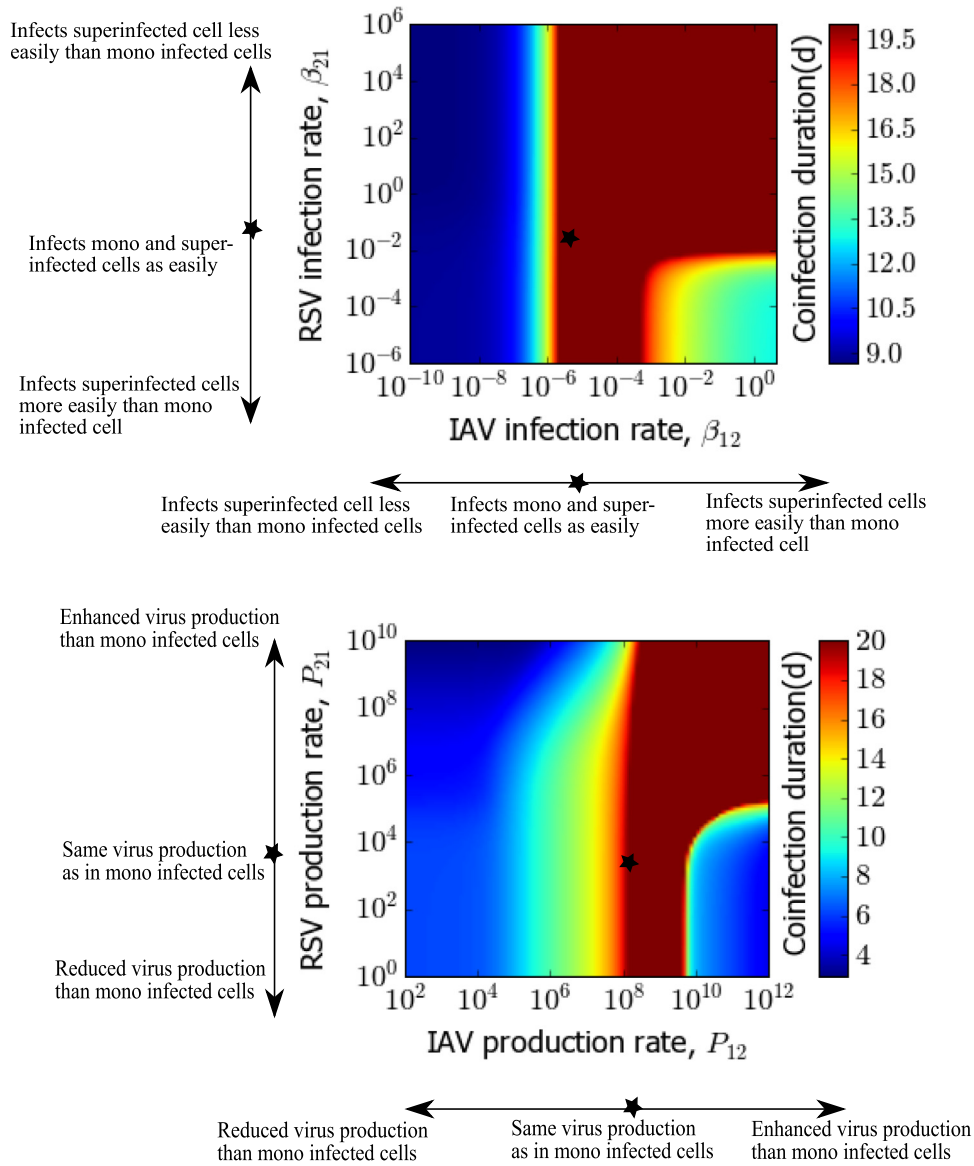 Infects superinfected cell less
easily than mono infected cells
Infects mono and super-
infected cells as easily
Infects superinfected cells
more easily than mono
infected cell
RSV infection rate, β21
10^6
10^4
10^2
10^0
10^−2
10^−4
10^−6
10^−10 10^−8 10^−6 10^−4 10^−2 10^0
IAV infection rate, β12
Coinfection duration(d)
19.5
18.0
16.5
15.0
13.5
12.0
10.5
9.0
Infects superinfected cell less
easily than mono infected cells
Infects mono and super-
infected cells as easily
Infects superinfected cells
more easily than mono
infected cell
Enhanced virus production
than mono infected cells
Same virus production
as in mono infected cells
Reduced virus production
than mono infected cells
RSV production rate, P21
10^10
10^8
10^6
10^4
10^2
10^0
10^2 10^4 10^6 10^8 10^10 10^12
IAV production rate, P12
Coinfection duration(d)
20
18
16
14
12
10
8
6
4
Reduced virus production
than mono infected cells
Same virus production
as in mono infected cells
Enhanced virus production
than mono infected cells